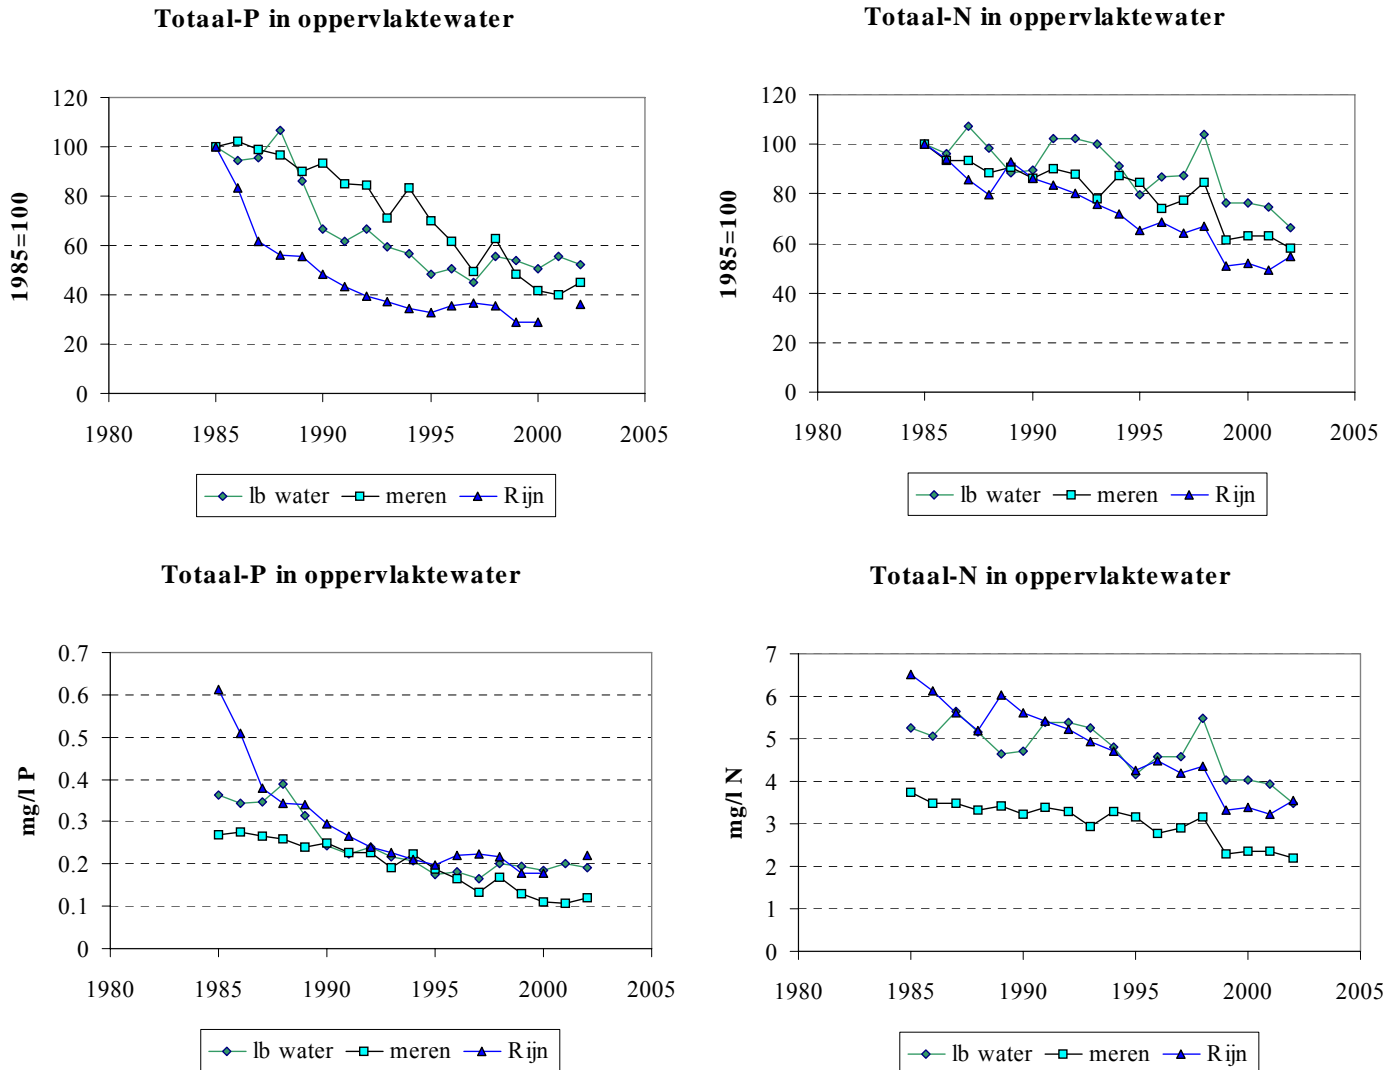 Totaal-P in oppervlaktewater
1985=100
120
100
80
60
40
20
0
1980 1985 1990 1995 2000 2005
lb water meren Rijn
Totaal-N in oppervlaktewater
1985=100
120
100
80
60
40
20
0
1980 1985 1990 1995 2000 2005
lb water meren Rijn
Totaal-P in oppervlaktewater
mg/l P
0.7
0.6
0.5
0.4
0.3
0.2
0.1
0
1980 1985 1990 1995 2000 2005
lb water meren Rijn
Totaal-N in oppervlaktewater
mg/l N
7
6
5
4
3
2
1
0
1980 1985 1990 1995 2000 2005
lb water meren Rijn